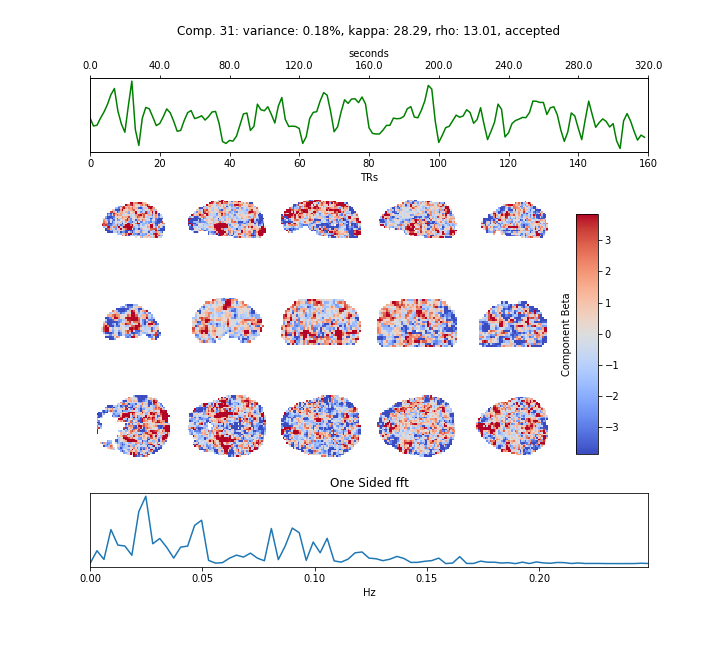 Comp. 31: variance: 0.18%, kappa: 28.29, rho: 13.01, accepted
seconds
0.0 40.0 80.0 120.0 160.0 200.0 240.0 280.0 320.0
0 20 40 60 80 100 120 140 160
TRs
3
2
1
0
−1
−2
−3
Component Beta
One Sided fft
0.00 0.05 0.10 0.15 0.20
Hz